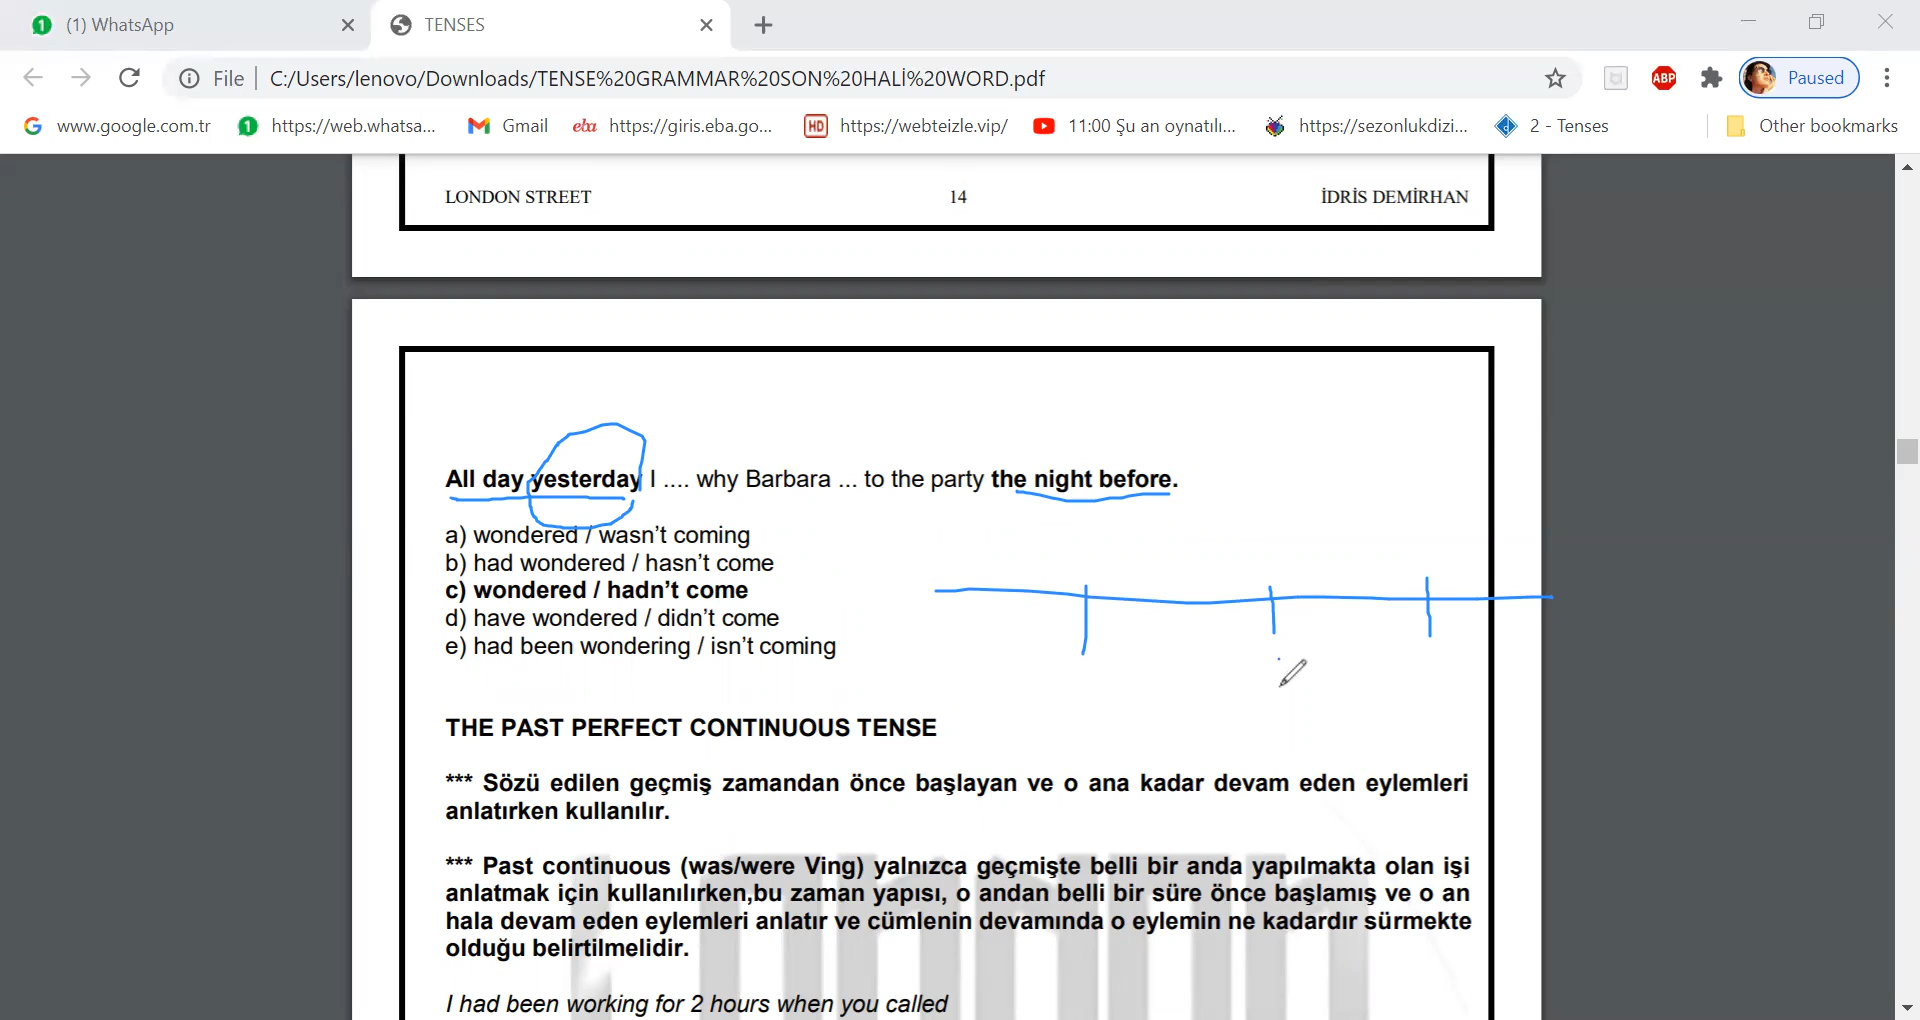 (1) WhatsApp
TENSES
File
C:/Users/lenovo/Downloads/TENSE%20GRAMMAR%20SON%20HALİ%20WORD.pdf
ABP
Paused
www.google.com.tr
https://web.whatsa...
Gmail
eba
https://giris.eba.go...
HD
https://webteizle.vip/
11:00 Şu an oynatılı...
https://sezonlukdizi...
2 - Tenses
Other bookmarks
LONDON STREET 14 İDRİS DEMİRHAN
All day yesterday I .... why Barbara ... to the party the night before.
a) wondered / wasn't coming
b) had wondered / hasn't come
c) wondered / hadn't come
d) have wondered / didn't come
e) had been wondering / isn't coming
THE PAST PERFECT CONTINUOUS TENSE
*** Sözü edilen geçmiş zamandan önce başlayan ve o ana kadar devam eden eylemleri
anlatırken kullanılır.
*** Past continuous (was/were Ving) yalnızca geçmişte belli bir anda yapılmakta olan işi
anlatmak için kullanılırken,bu zaman yapısı, o andan belli bir süre önce başlamış ve o an
hala devam eden eylemleri anlatır ve cümlenin devamında o eylemin ne kadardır sürmekte
olduğu belirtilmelidir.
I had been working for 2 hours when you called